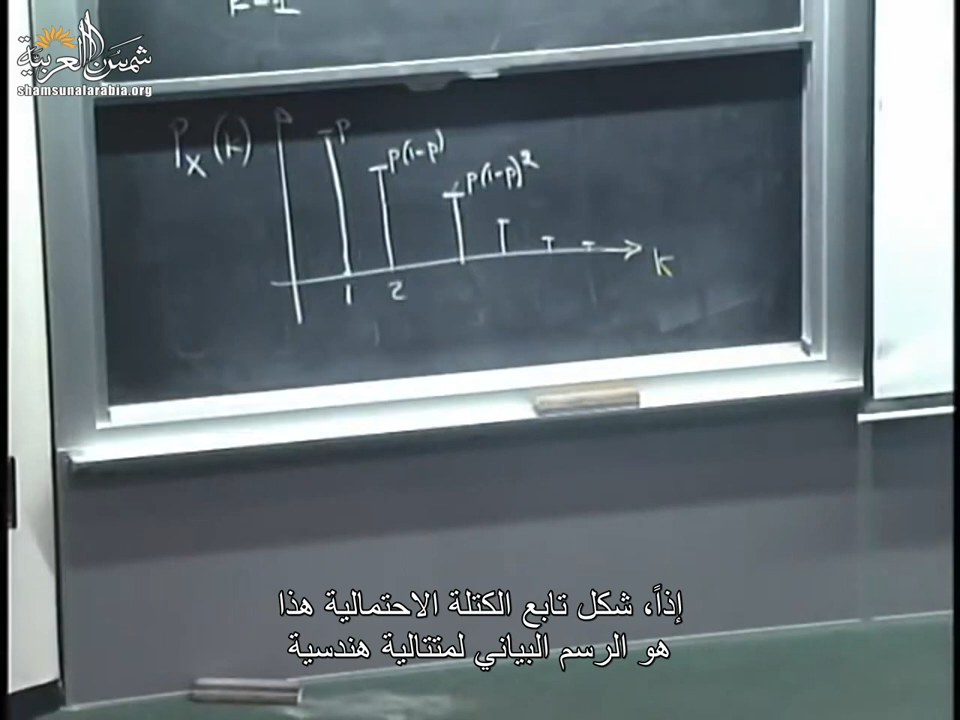 شمس العربية
shamsunalarabia.org
P_X(k)
p
p(1-p)
p(1-p)^2
1 2
k
إذاً، شكل تابع الكتلة الاحتمالية هذا
هو الرسم البياني لمتتالية هندسية